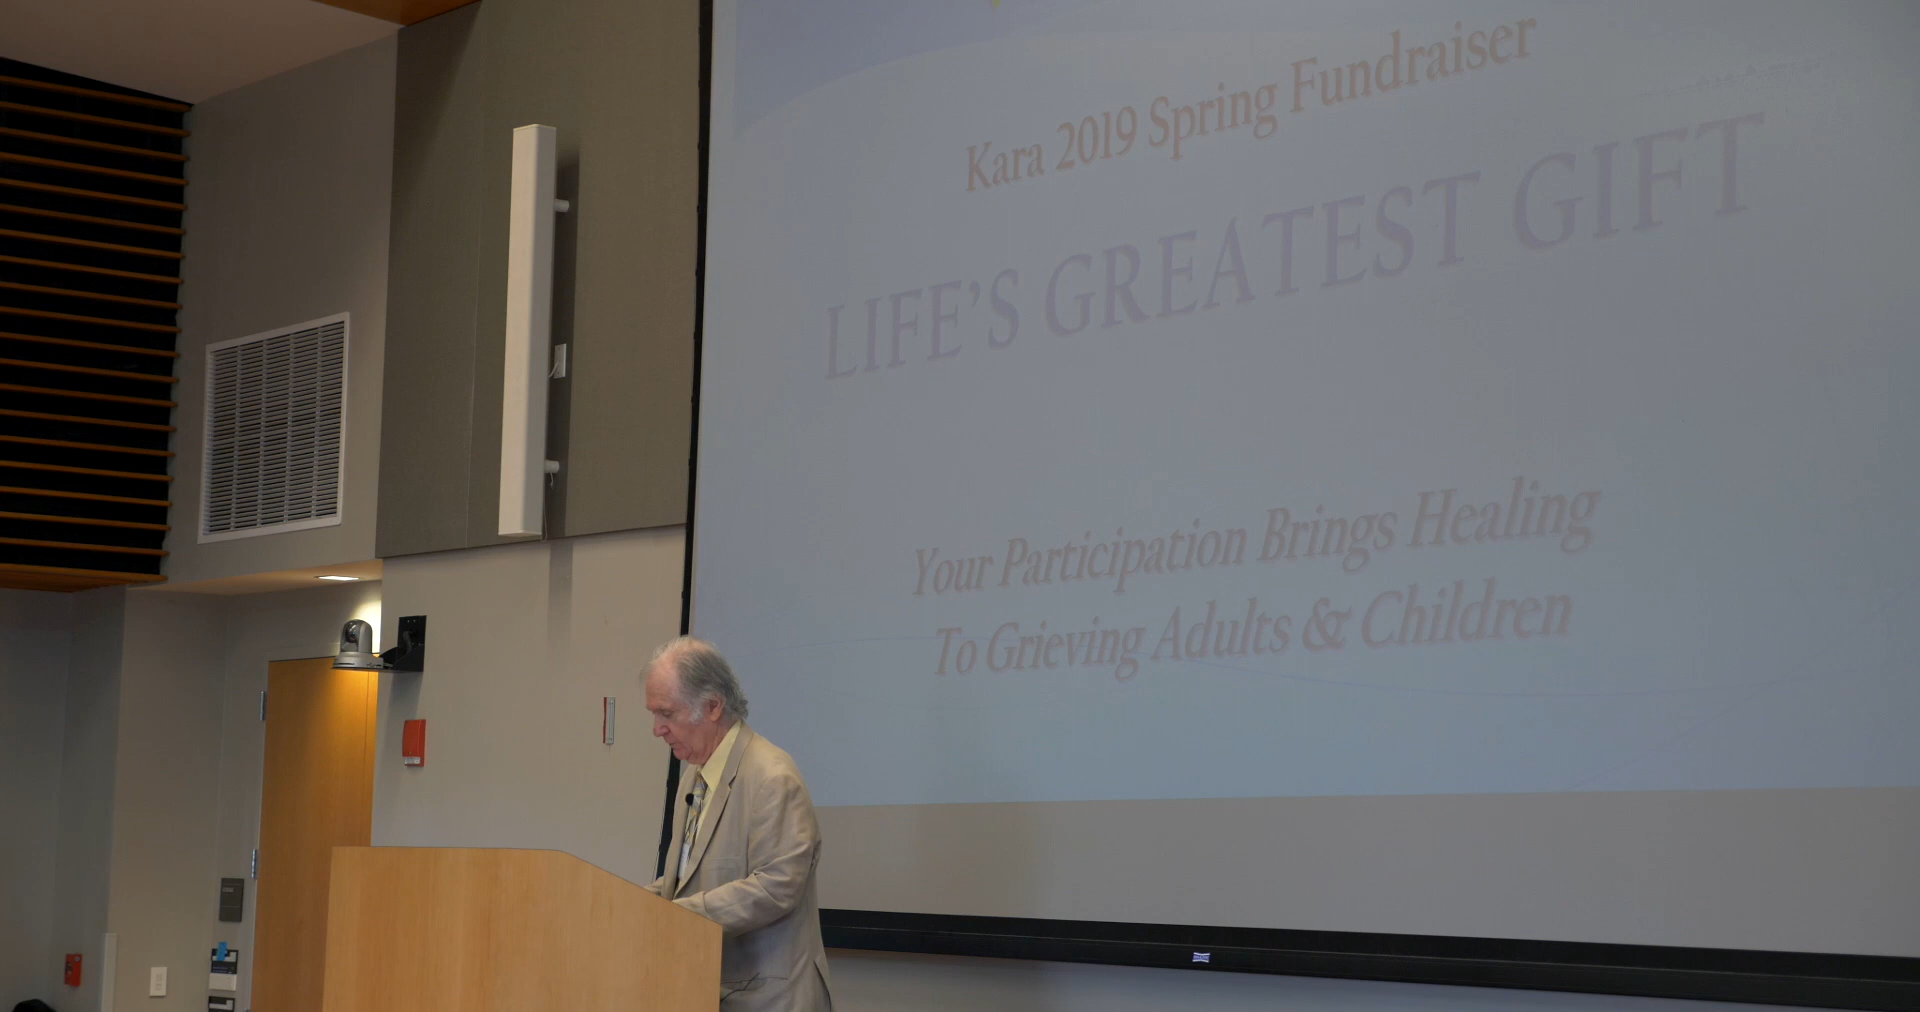 Kara 2019 Spring Fundraiser
LIFE'S GREATEST GIFT
Your Participation Brings Healing
To Grieving Adults & Children